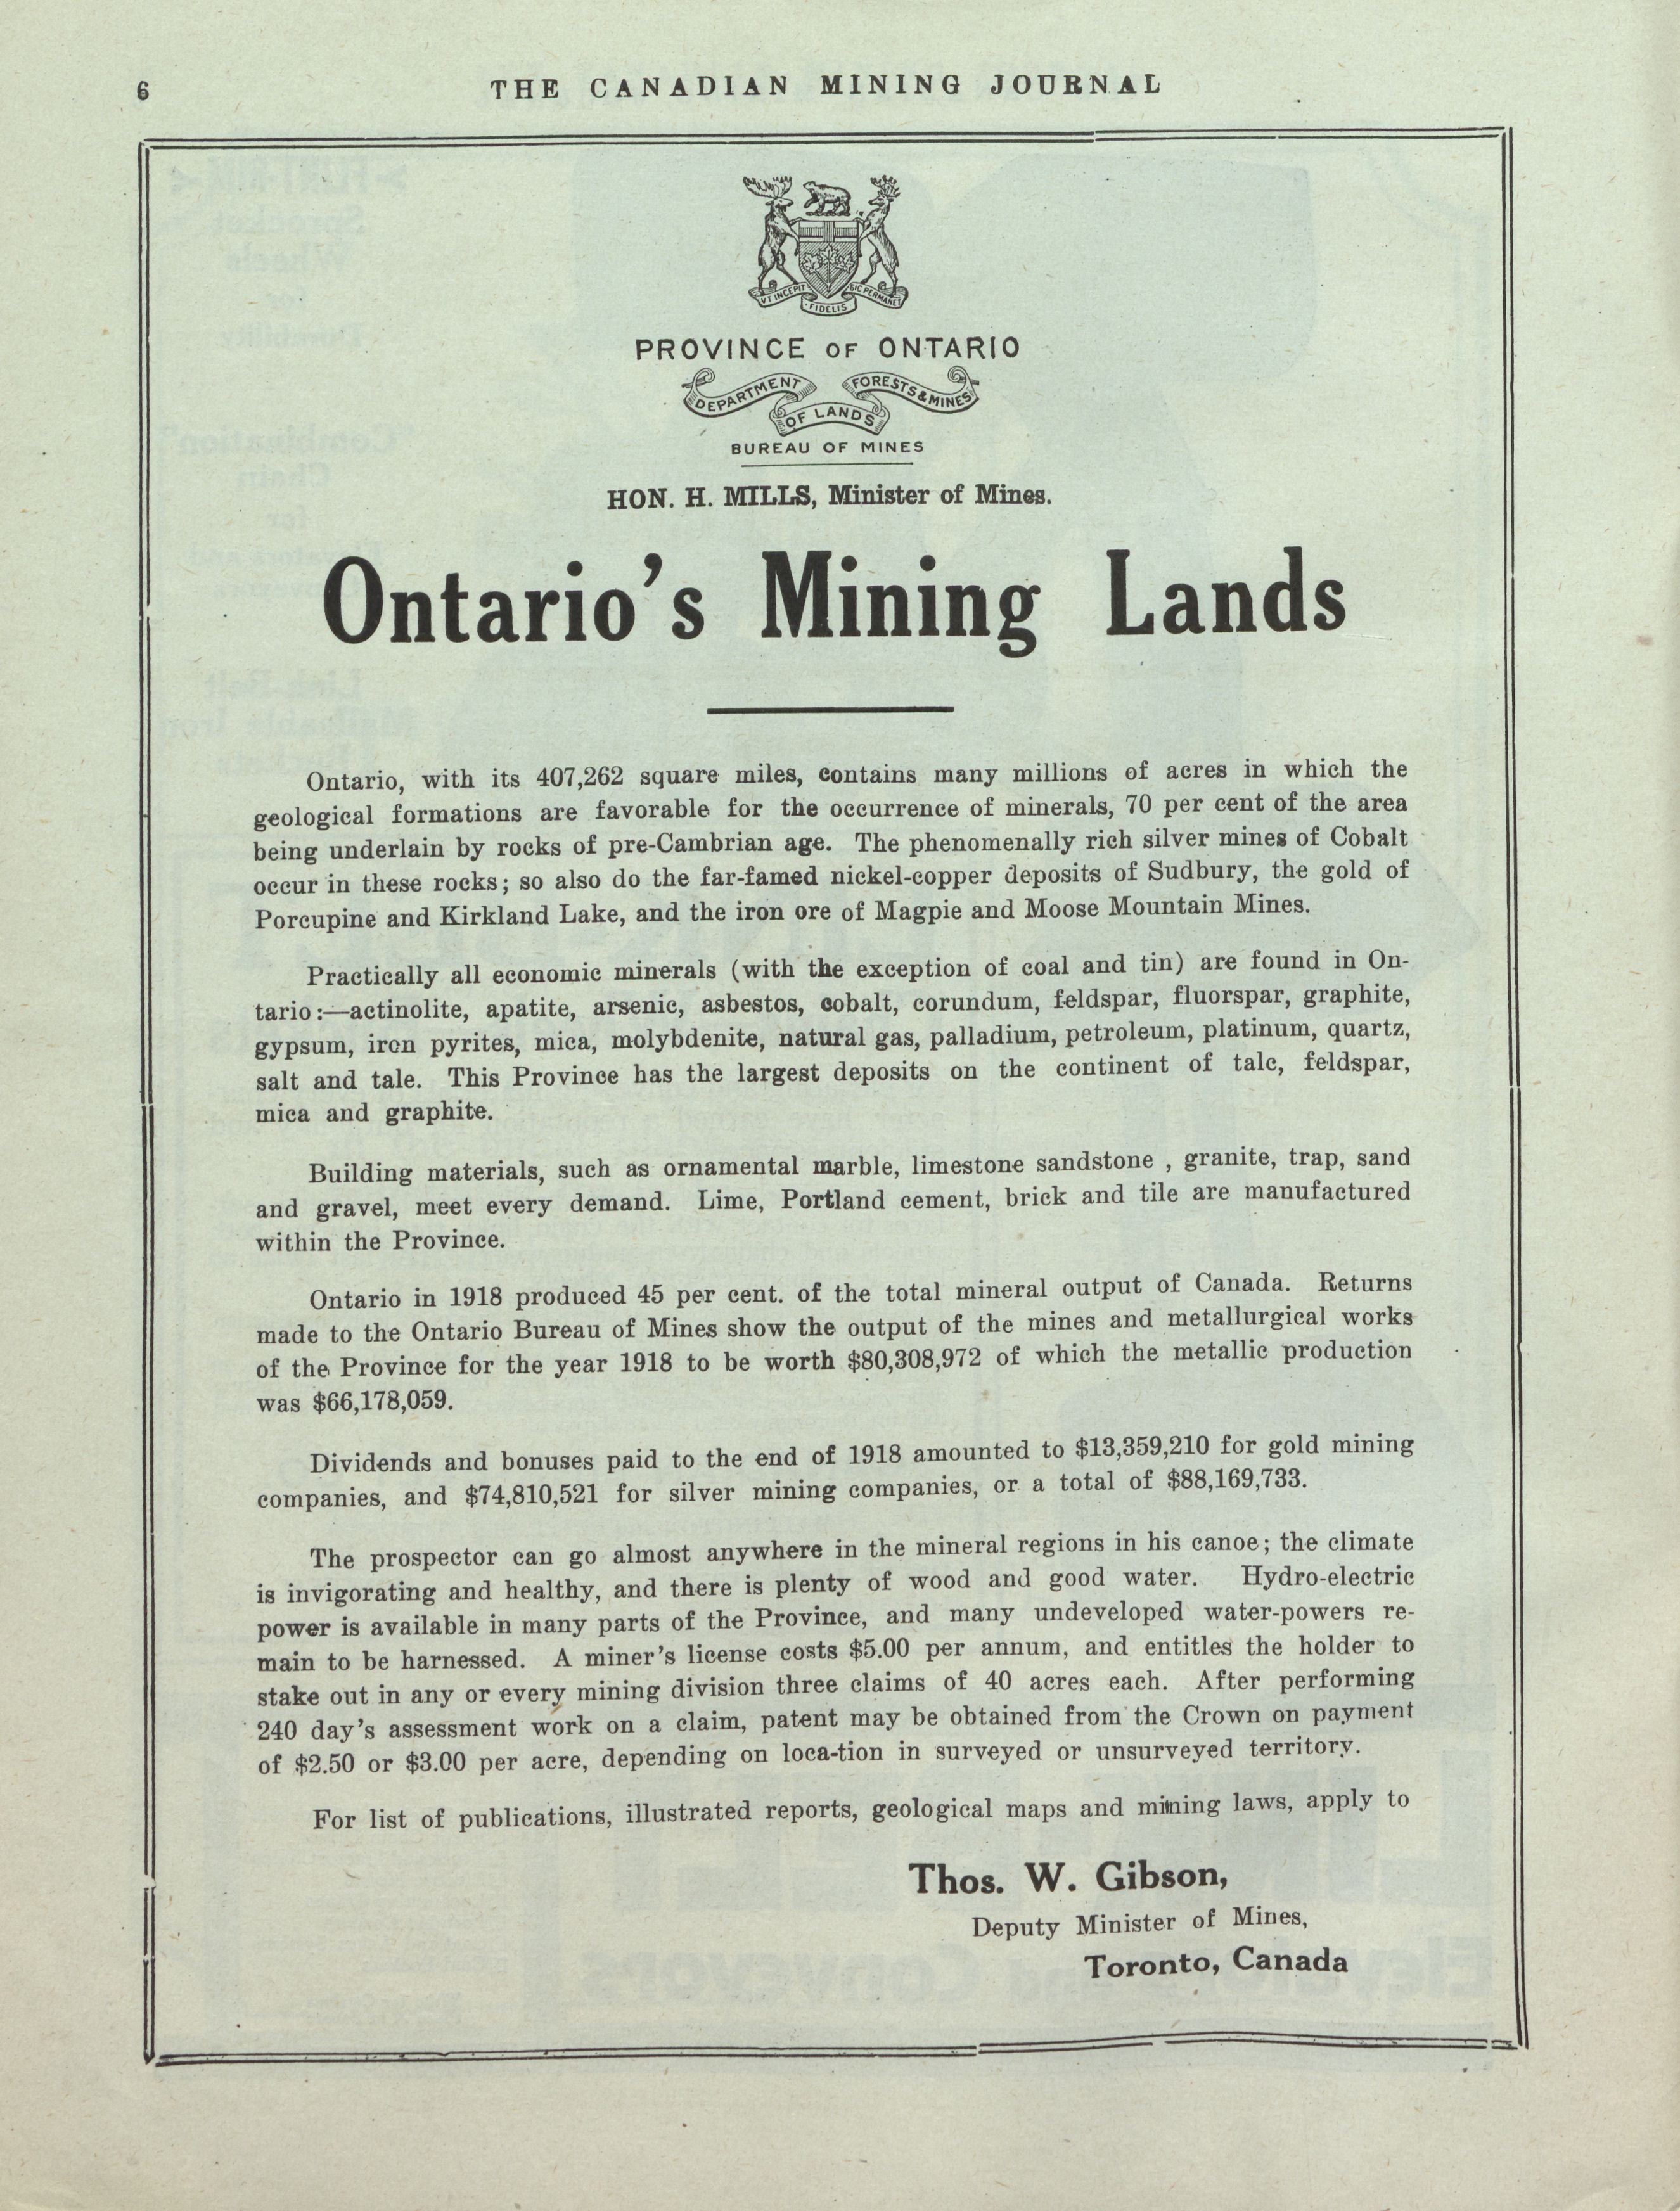 6
THE CANADIAN MINING JOURNAL
VT INCEPIT
FIDELIS
SIC PERMANET
PROVINCE OF ONTARIO
DEPARTMENT
OF LANDS
FORESTS & MINES
BUREAU OF MINES
HON. H. MILLS, Minister of Mines.
Ontario's Mining Lands
Ontario, with its 407,262 square miles, contains many millions of acres in which the
geological formations are favorable for the occurrence of minerals, 70 per cent of the area
being underlain by rocks of pre-Cambrian age. The phenomenally rich silver mines of Cobalt
occur in these rocks; so also do the far-famed nickel-copper deposits of Sudbury, the gold of
Porcupine and Kirkland Lake, and the iron ore of Magpie and Moose Mountain Mines.
Practically all economic minerals (with the exception of coal and tin) are found in On-
tario:—actinolite, apatite, arsenic, asbestos, cobalt, corundum, feldspar, fluorspar, graphite,
gypsum, iron pyrites, mica, molybdenite, natural gas, palladium, petroleum, platinum, quartz,
salt and tale. This Province has the largest deposits on the continent of talc, feldspar,
mica and graphite.
Building materials, such as ornamental marble, limestone sandstone , granite, trap, sand
and gravel, meet every demand. Lime, Portland cement, brick and tile are manufactured
within the Province.
Ontario in 1918 produced 45 per cent. of the total mineral output of Canada. Returns
made to the Ontario Bureau of Mines show the output of the mines and metallurgical works
of the Province for the year 1918 to be worth $80,308,972 of which the metallic production
was $66,178,059.
Dividends and bonuses paid to the end of 1918 amounted to $13,359,210 for gold mining
companies, and $74,810,521 for silver mining companies, or a total of $88,169,733.
The prospector can go almost anywhere in the mineral regions in his canoe; the climate
is invigorating and healthy, and there is plenty of wood and good water. Hydro-electric
power is available in many parts of the Province, and many undeveloped water-powers re-
main to be harnessed. A miner's license costs $5.00 per annum, and entitles the holder to
stake out in any or every mining division three claims of 40 acres each. After performing
240 day's assessment work on a claim, patent may be obtained from the Crown on payment
of $2.50 or $3.00 per acre, depending on loca-tion in surveyed or unsurveyed territory.
For list of publications, illustrated reports, geological maps and mining laws, apply to
Thos. W. Gibson,
Deputy Minister of Mines,
Toronto, Canada